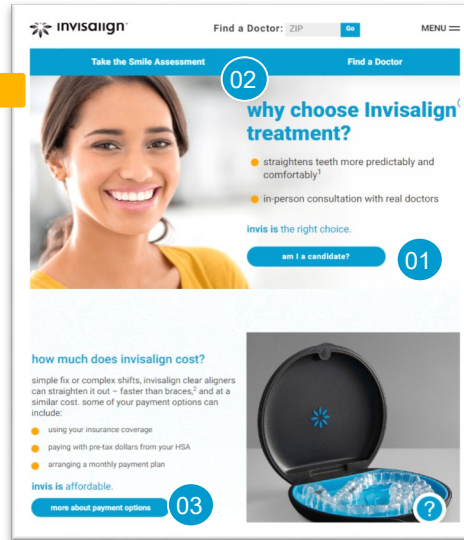 invisalign®
Find a Doctor: ZIP Go
MENU
Take the Smile Assessment
Find a Doctor
02
why choose Invisalign®
treatment?
straightens teeth more predictably and
comfortably¹
in-person consultation with real doctors
invis is the right choice.
am I a candidate?
01
how much does invisalign cost?
simple fix or complex shifts, invisalign clear aligners
can straighten it out – faster than braces,² and at a
similar cost. some of your payment options can
include:
using your insurance coverage
paying with pre-tax dollars from your HSA
arranging a monthly payment plan
invis is affordable.
more about payment options
03
?